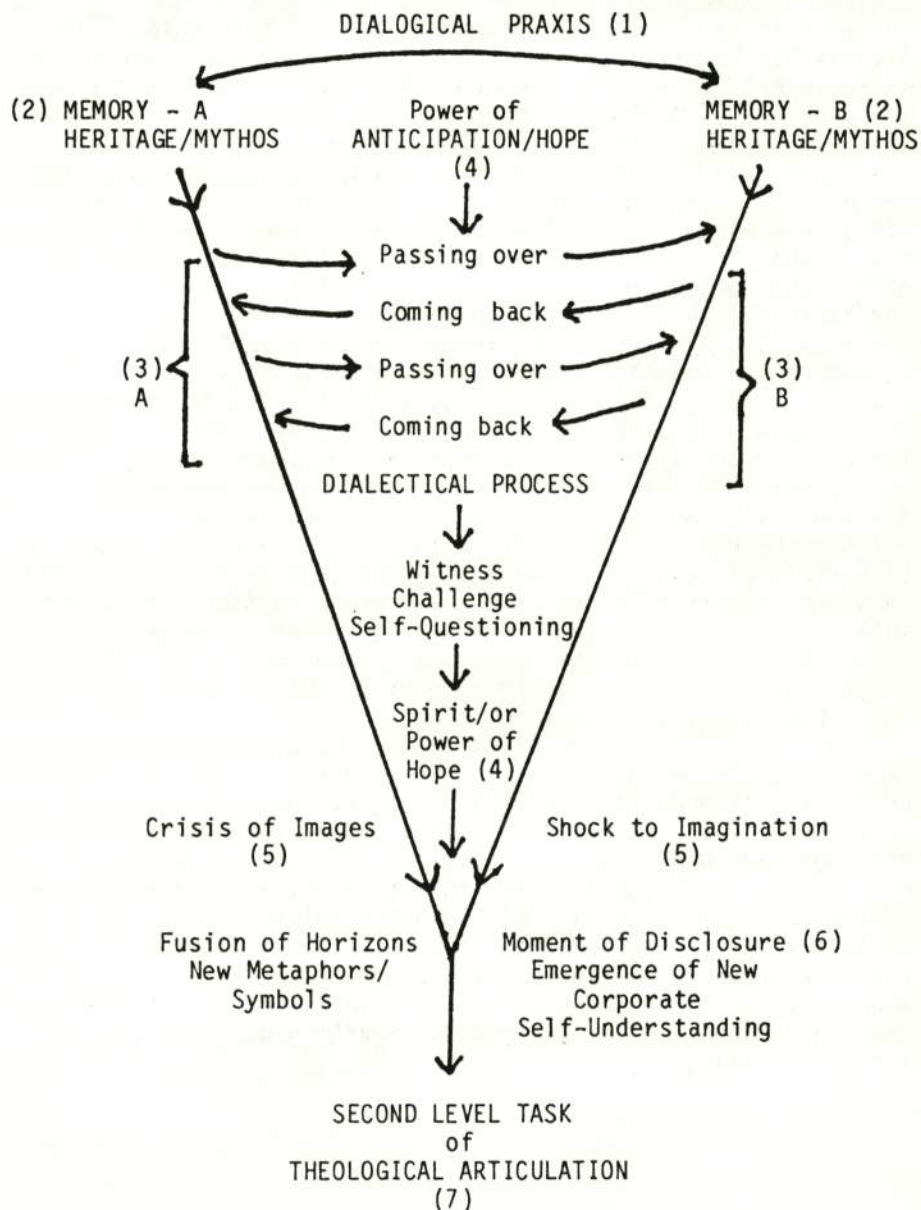 DIALOGICAL PRAXIS (1)
(2) MEMORY - A
HERITAGE/MYTHOS
Power of
ANTICIPATION/HOPE
(4)
MEMORY - B (2)
HERITAGE/MYTHOS
Passing over
Coming back
Passing over
Coming back
(3)
A
(3)
B
DIALECTICAL PROCESS
Witness
Challenge
Self-Questioning
Spirit/or
Power of
Hope (4)
Crisis of Images
(5)
Shock to Imagination
(5)
Fusion of Horizons
New Metaphors/
Symbols
Moment of Disclosure (6)
Emergence of New
Corporate
Self-Understanding
SECOND LEVEL TASK
of
THEOLOGICAL ARTICULATION
(7)